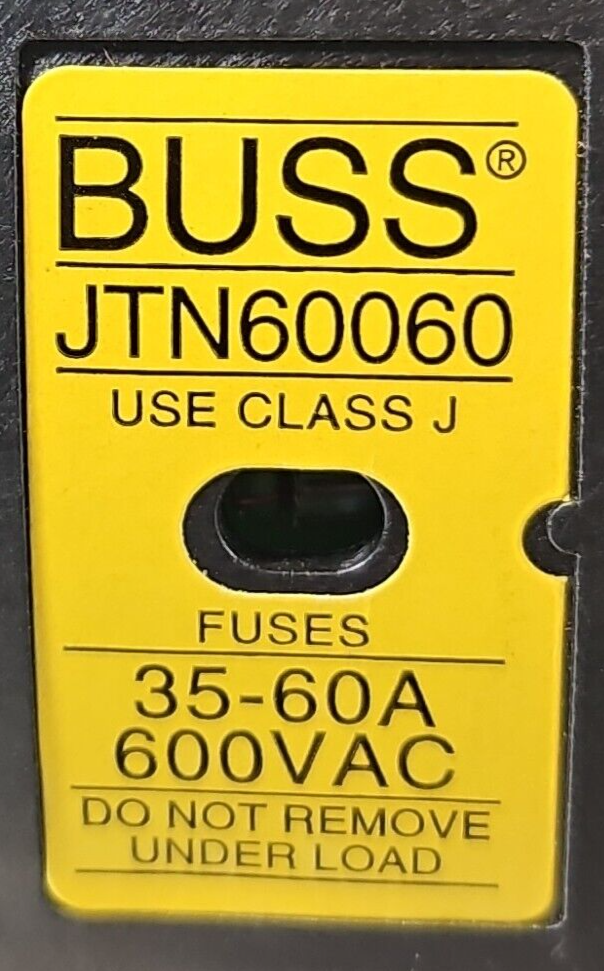 BUSS®
JTN60060
USE CLASS J
FUSES
35-60A
600VAC
DO NOT REMOVE
UNDER LOAD